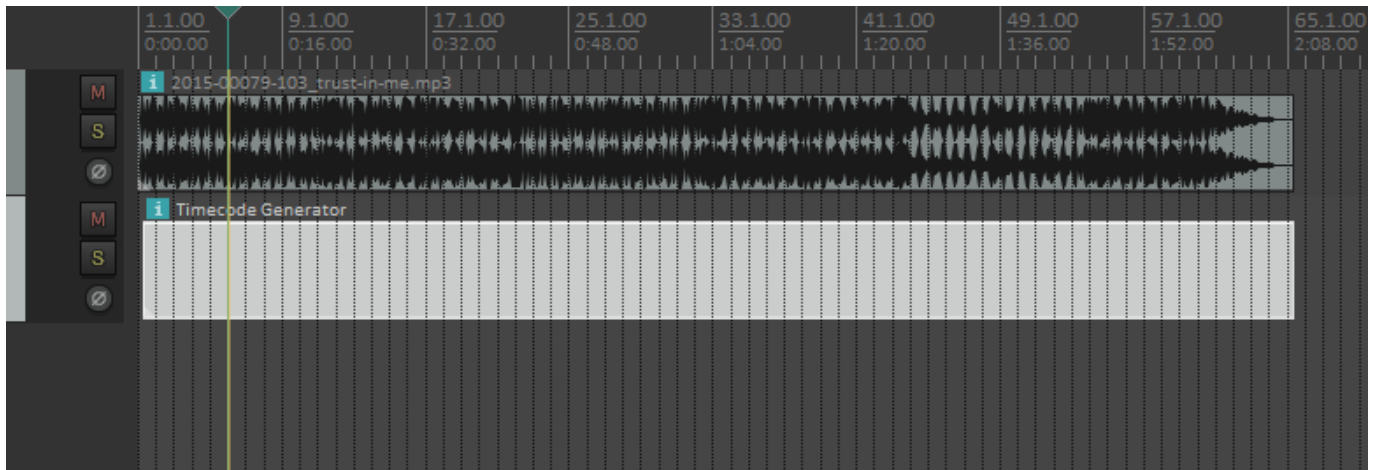 1.1.00 9.1.00 17.1.00 25.1.00 33.1.00 41.1.00 49.1.00 57.1.00 65.1.00
0:00.00 0:16.00 0:32.00 0:48.00 1:04.00 1:20.00 1:36.00 1:52.00 2:08.00
i 2015-00079-103_trust-in-me.mp3
M
S
Ø
i Timecode Generator
M
S
Ø